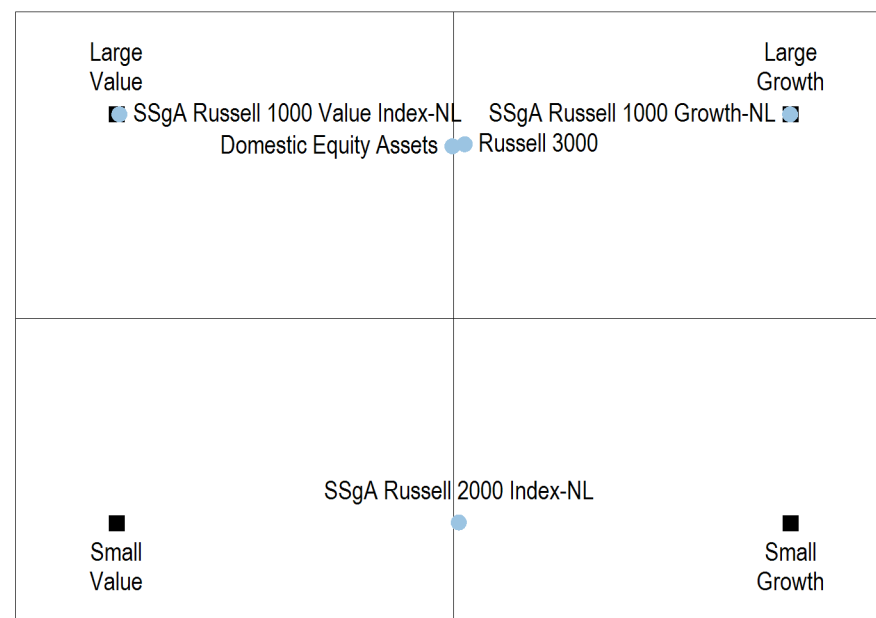 Large
Value
Large
Growth
SSgA Russell 1000 Value Index-NL
SSgA Russell 1000 Growth-NL
Domestic Equity Assets
Russell 3000
SSgA Russell 2000 Index-NL
Small
Value
Small
Growth